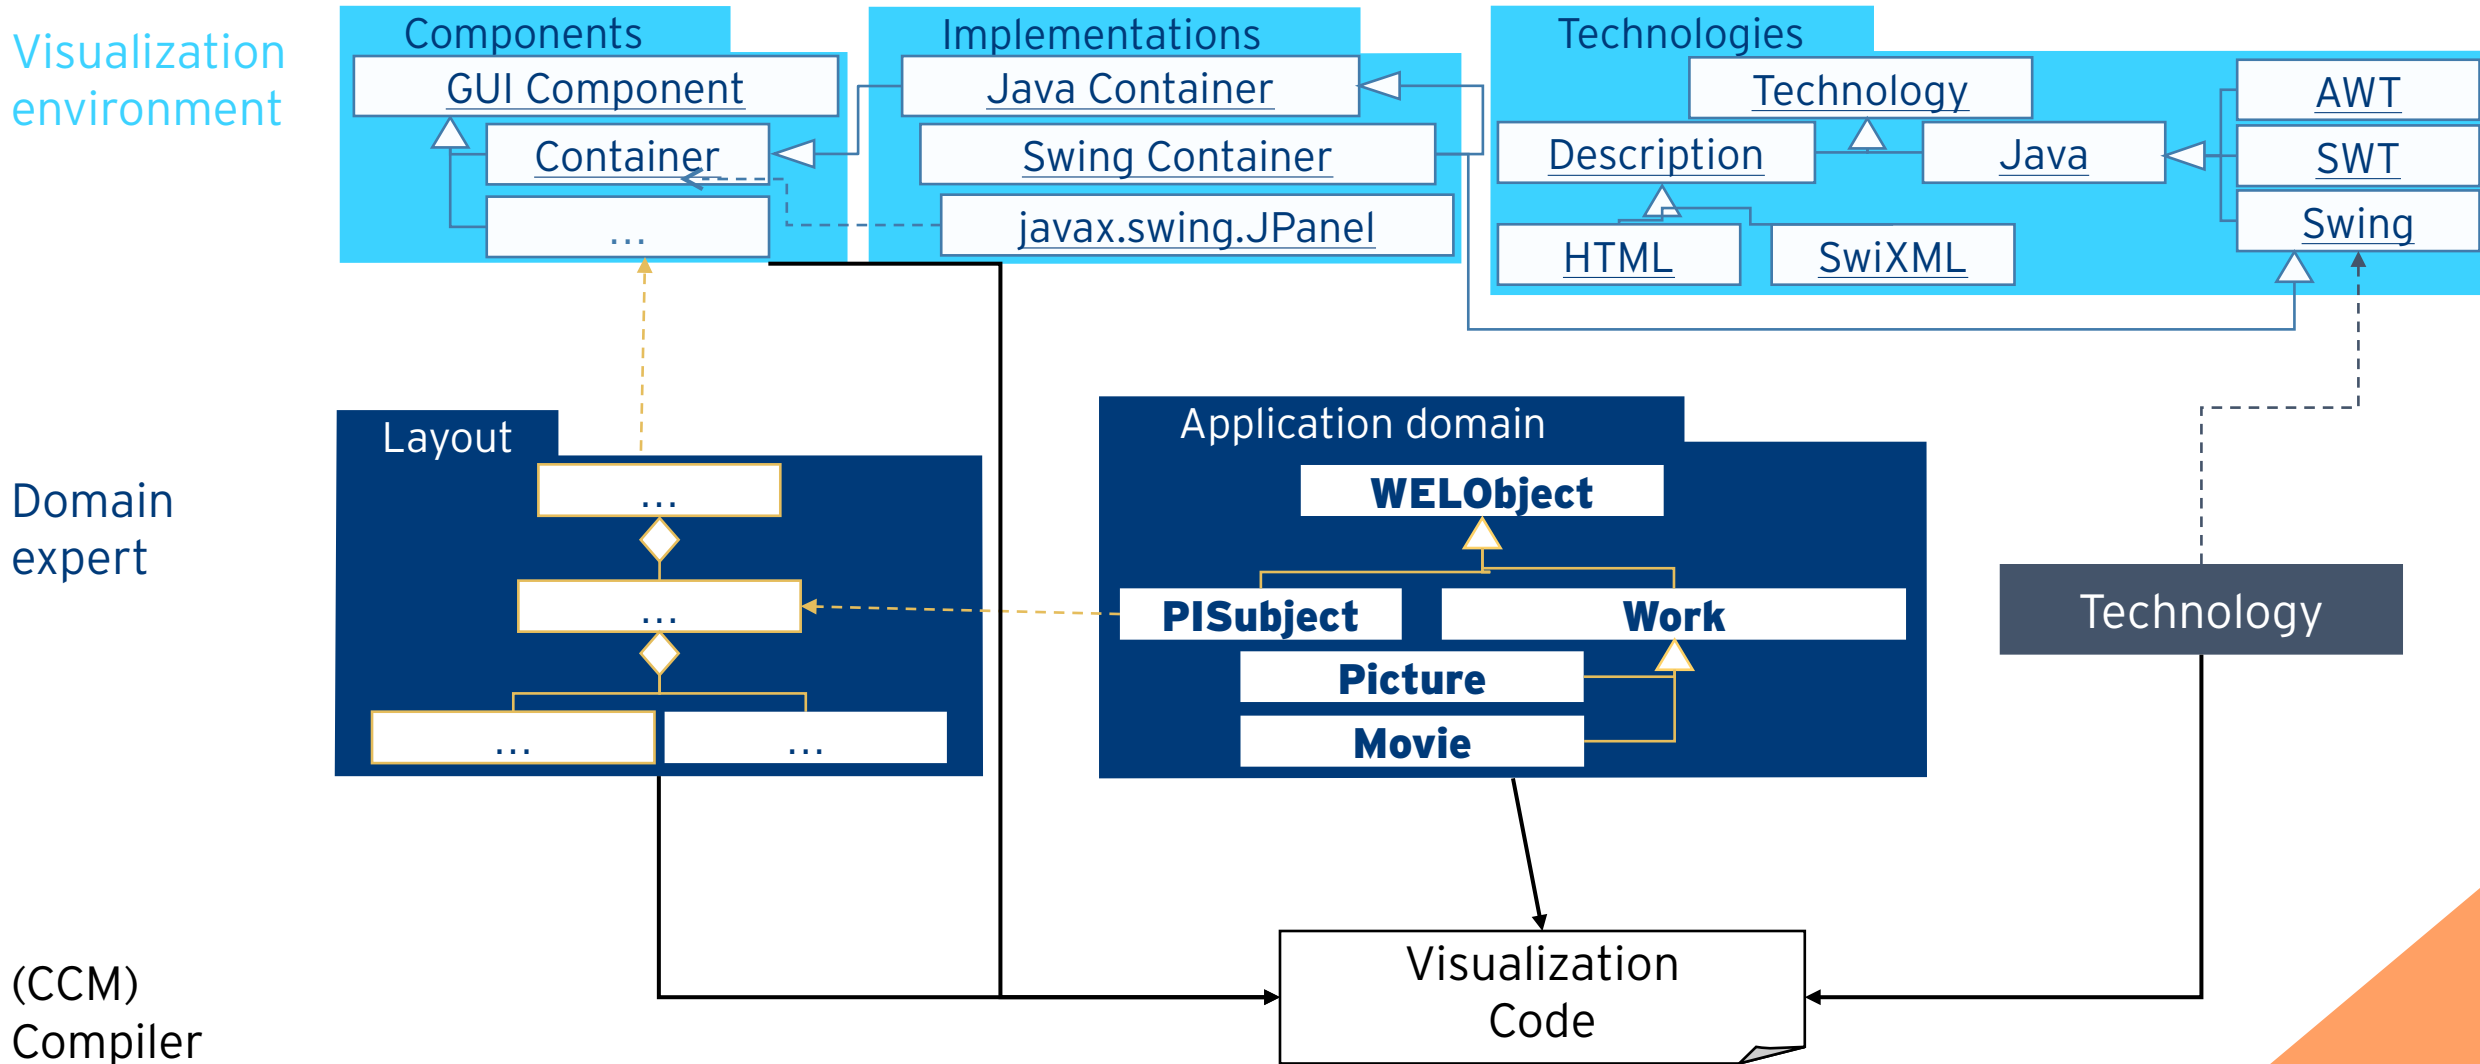 Visualization
environment
Components
GUI Component
Container
...
Implementations
Java Container
Swing Container
javax.swing.JPanel
Technologies
Technology
Description
Java
HTML
SwiXML
AWT
SWT
Swing
Domain
expert
Layout
...
...
...
...
Application domain
WELObject
PISubject
Work
Picture
Movie
Technology
(CCM)
Compiler
Visualization
Code